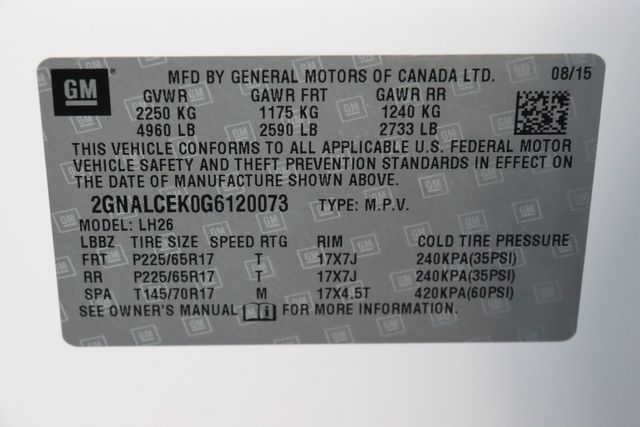 GM MFD BY GENERAL MOTORS OF CANADA LTD. 08/15
GVWR GAWR FRT GAWR RR
2250 KG 1175 KG 1240 KG
4960 LB 2590 LB 2733 LB
THIS VEHICLE CONFORMS TO ALL APPLICABLE U.S. FEDERAL MOTOR
VEHICLE SAFETY AND THEFT PREVENTION STANDARDS IN EFFECT ON
THE DATE OF MANUFACTURE SHOWN ABOVE.
2GNALCEK0G6120073 TYPE: M.P.V.
MODEL: LH26
LBBZ TIRE SIZE SPEED RTG RIM COLD TIRE PRESSURE
FRT P225/65R17 T 17X7J 240KPA(35PSI)
RR P225/65R17 T 17X7J 240KPA(35PSI)
SPA T145/70R17 M 17X4.5T 420KPA(60PSI)
SEE OWNER'S MANUAL FOR MORE INFORMATION.